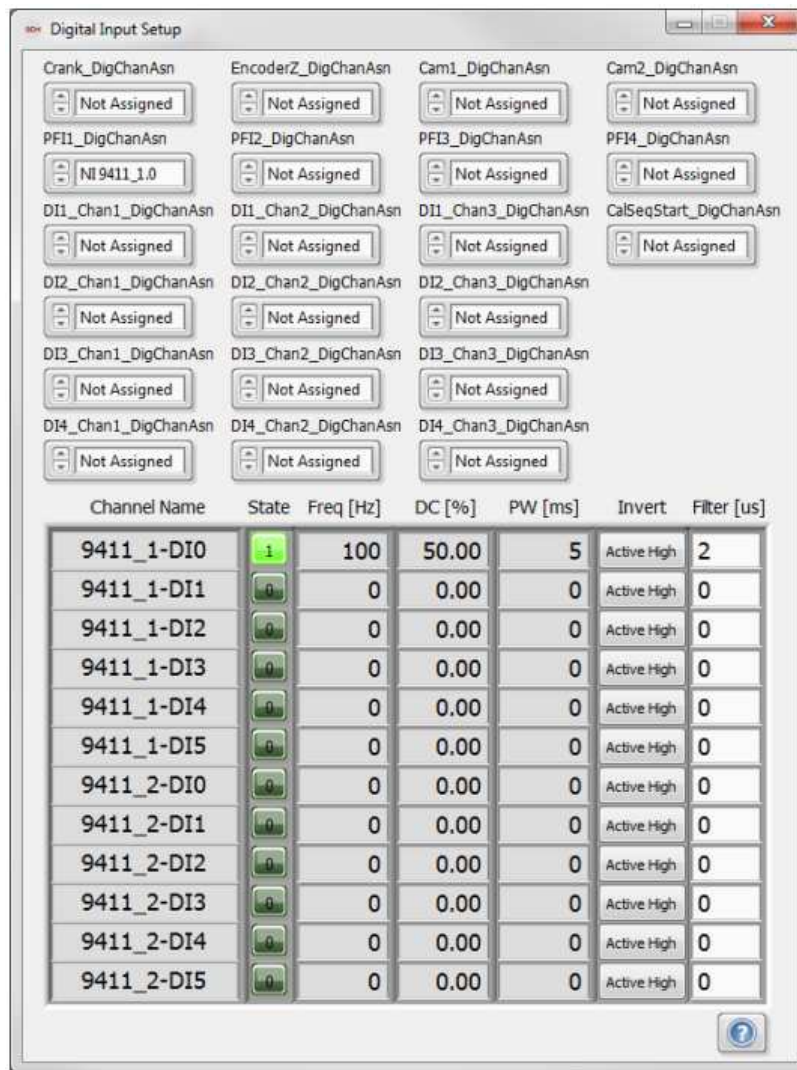 Digital Input Setup
Crank_DigChanAsn EncoderZ_DigChanAsn Cam1_DigChanAsn Cam2_DigChanAsn
Not Assigned Not Assigned Not Assigned Not Assigned
PFI1_DigChanAsn PFI2_DigChanAsn PFI3_DigChanAsn PFI4_DigChanAsn
NI 9411_1.0 Not Assigned Not Assigned Not Assigned
DI1_Chan1_DigChanAsn DI1_Chan2_DigChanAsn DI1_Chan3_DigChanAsn CalSeqStart_DigChanAsn
Not Assigned Not Assigned Not Assigned Not Assigned
DI2_Chan1_DigChanAsn DI2_Chan2_DigChanAsn DI2_Chan3_DigChanAsn
Not Assigned Not Assigned Not Assigned
DI3_Chan1_DigChanAsn DI3_Chan2_DigChanAsn DI3_Chan3_DigChanAsn
Not Assigned Not Assigned Not Assigned
DI4_Chan1_DigChanAsn DI4_Chan2_DigChanAsn DI4_Chan3_DigChanAsn
Not Assigned Not Assigned Not Assigned
Channel Name State Freq [Hz] DC [%] PW [ms] Invert Filter [us]
9411_1-DI0 1 100 50.00 5 Active High 2
9411_1-DI1 0 0 0.00 0 Active High 0
9411_1-DI2 0 0 0.00 0 Active High 0
9411_1-DI3 0 0 0.00 0 Active High 0
9411_1-DI4 0 0 0.00 0 Active High 0
9411_1-DI5 0 0 0.00 0 Active High 0
9411_2-DI0 0 0 0.00 0 Active High 0
9411_2-DI1 0 0 0.00 0 Active High 0
9411_2-DI2 0 0 0.00 0 Active High 0
9411_2-DI3 0 0 0.00 0 Active High 0
9411_2-DI4 0 0 0.00 0 Active High 0
9411_2-DI5 0 0 0.00 0 Active High 0
?